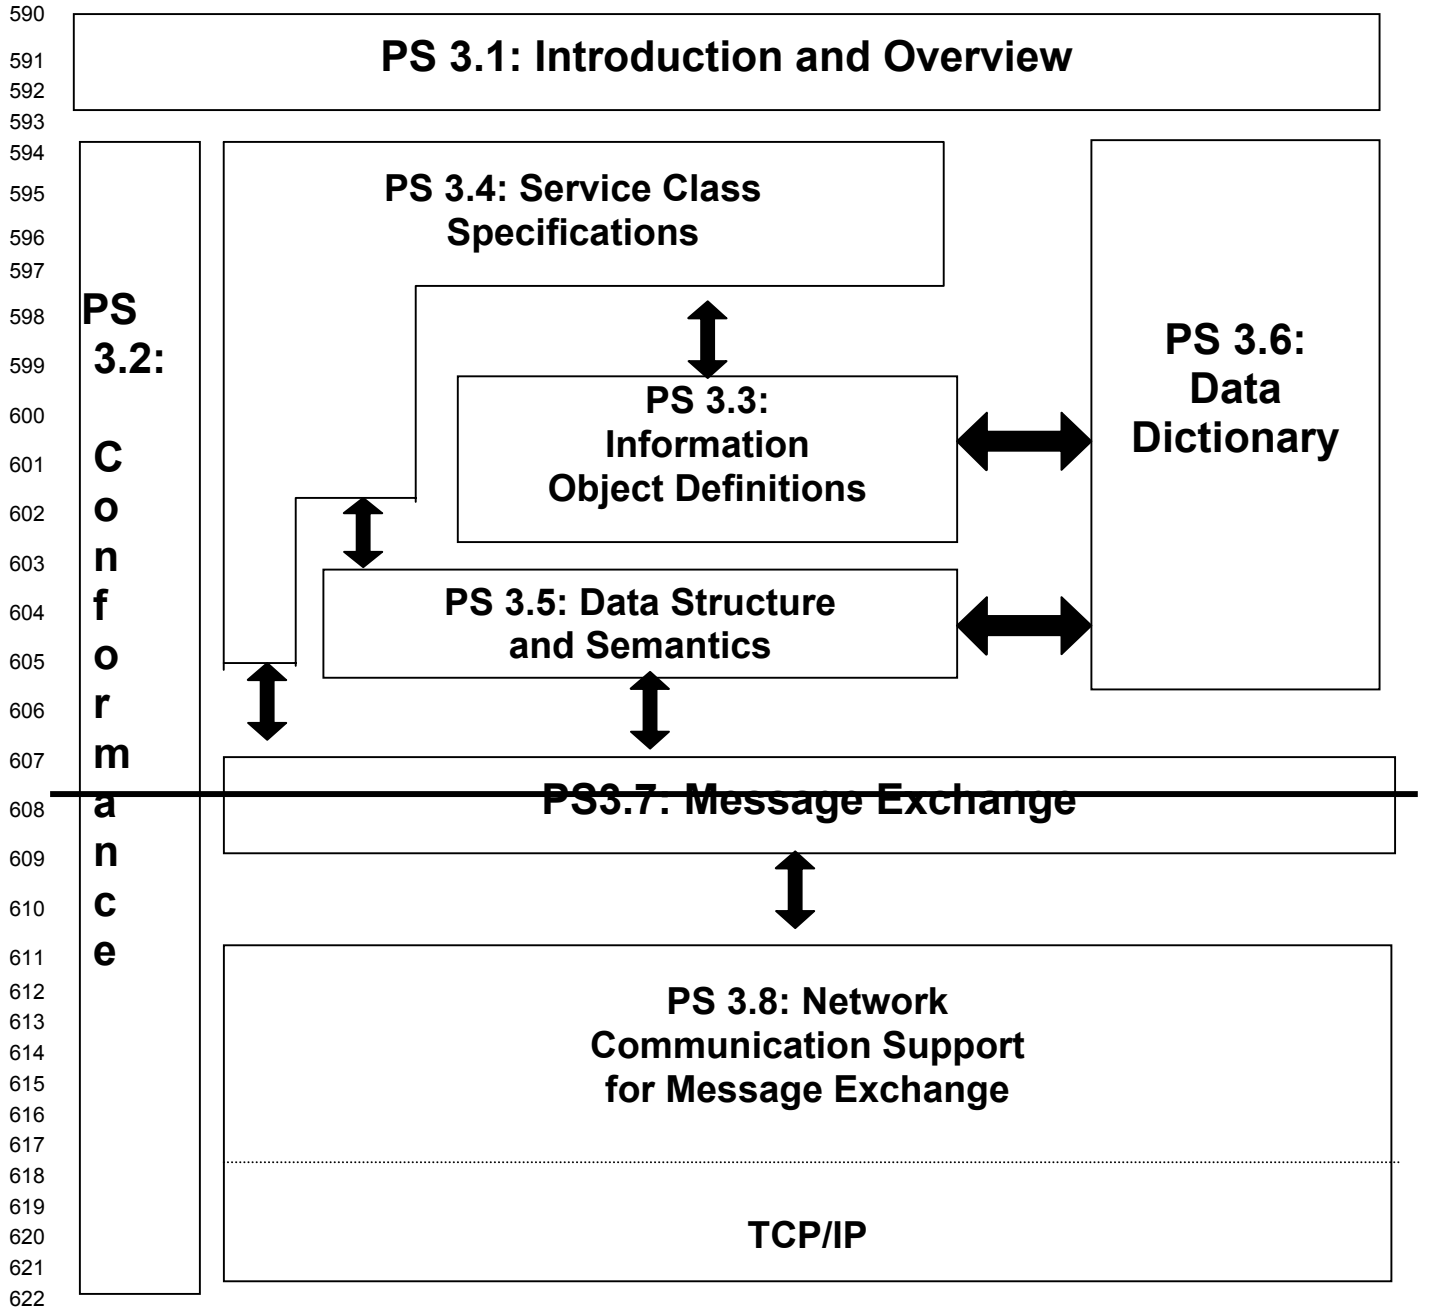 590
PS 3.1: Introduction and Overview
591
592
593
594
PS 3.4: Service Class
595
Specifications
596
597
PS
598
3.2:
PS 3.6:
599
Data
Dictionary
PS 3.3:
600
Information
C
601
Object Definitions
o
602
n
603
PS 3.5: Data Structure
f
604
and Semantics
o
605
r
606
m
607
PS3.7: Message Exchange
a
608
n
609
c
610
e
611
612
PS 3.8: Network
613
Communication Support
614
for Message Exchange
615
616
617
618
619
TCP/IP
620
621
622